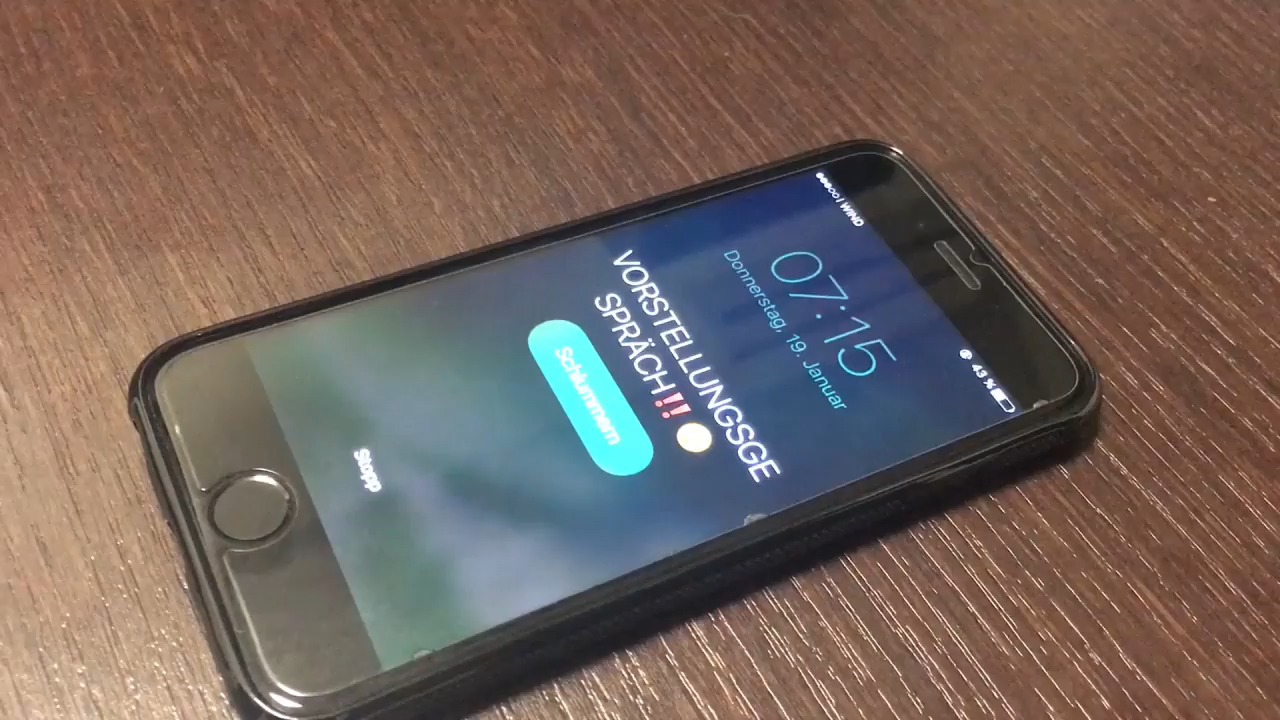 ●●●○○ WIND
43 %
07:15
Donnerstag, 19. Januar
VORSTELLUNGSGE
SPRÄCH‼️
Schlummern
Stopp